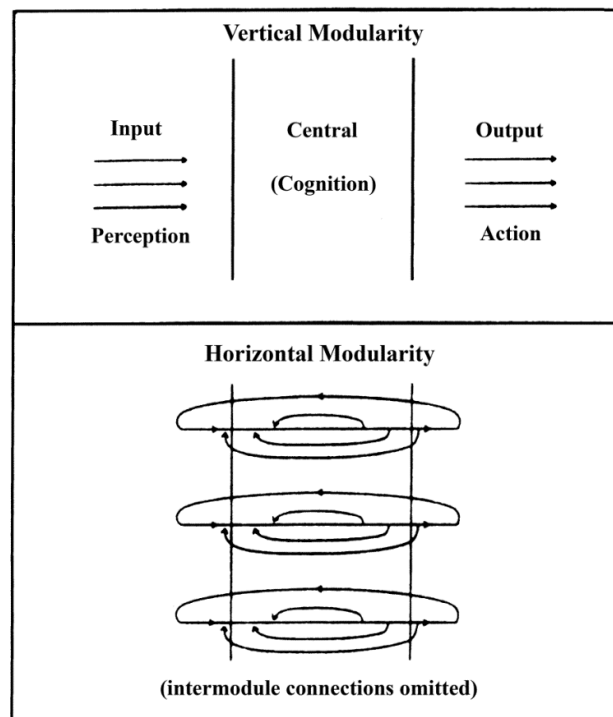 Vertical Modularity
Input
Central
Output
(Cognition)
Perception
Action
Horizontal Modularity
(intermodule connections omitted)